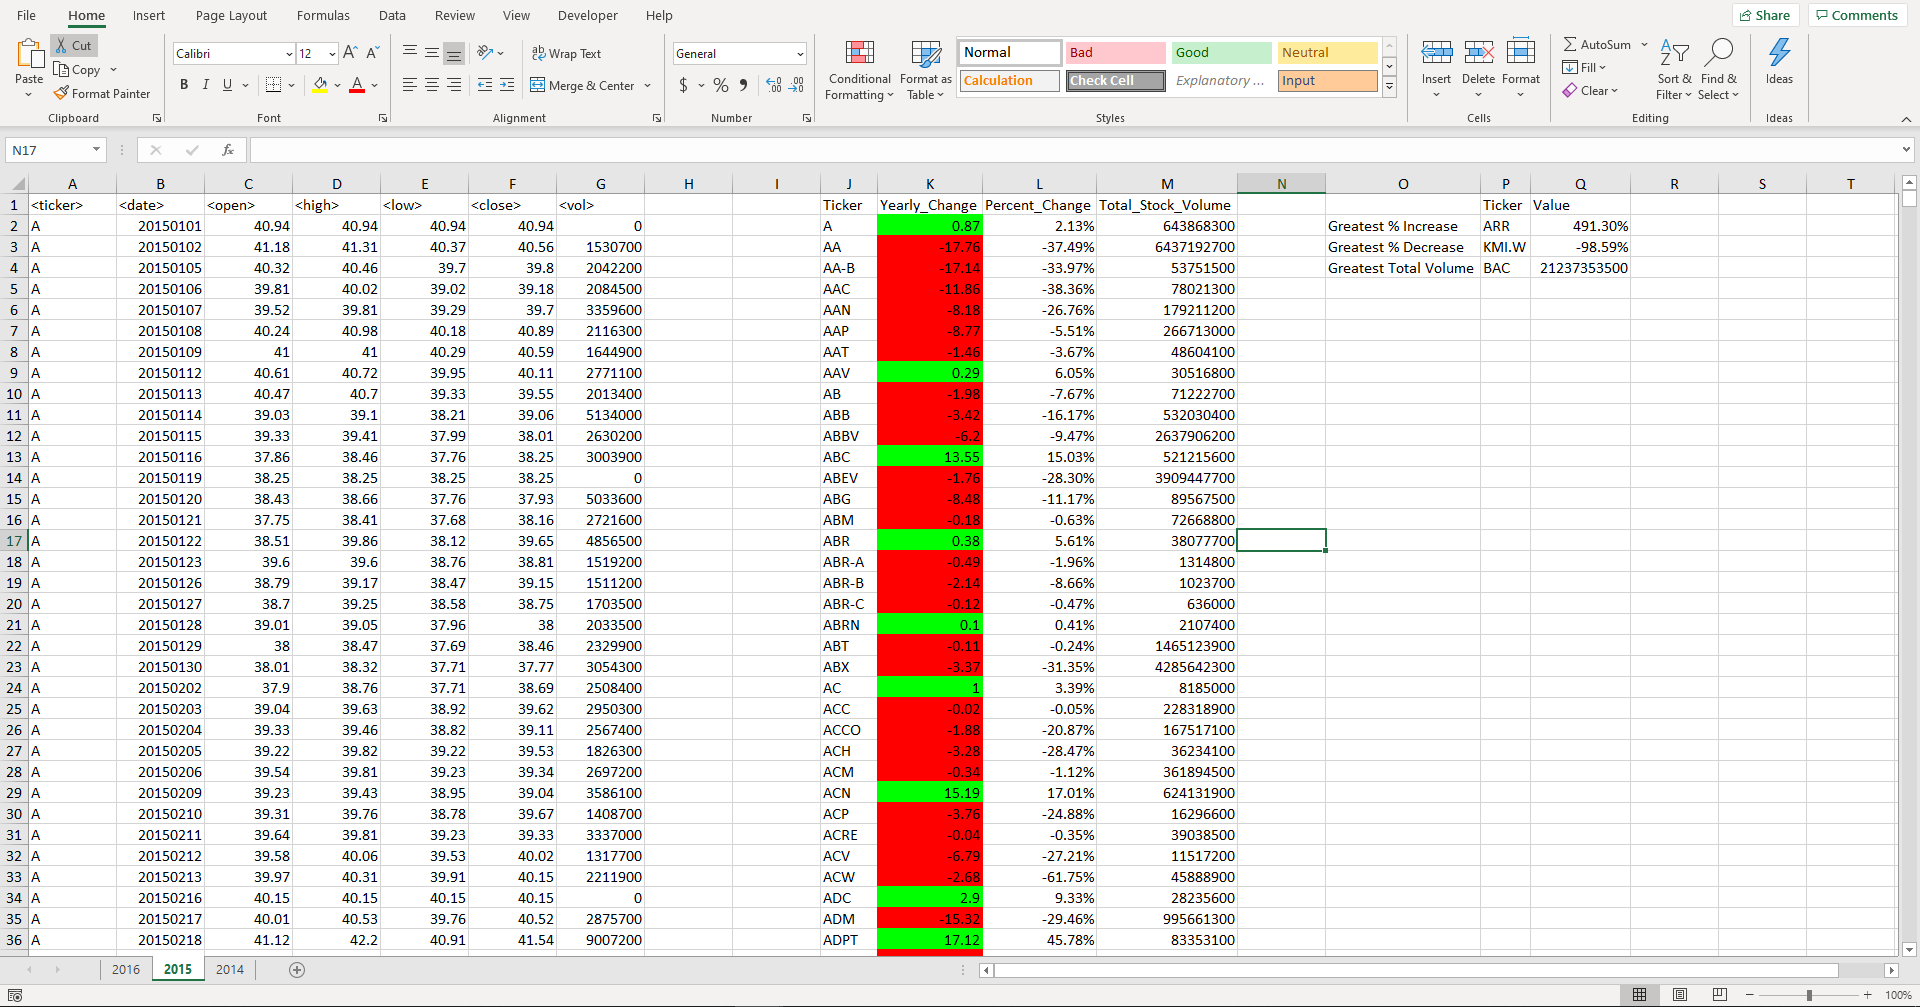 File Home Insert Page Layout Formulas Data Review View Developer Help Share Comments
Paste Cut Copy Format Painter Clipboard
Calibri 12 B I U Font
Wrap Text Merge & Center Alignment
General $ % Number
Conditional Formatting Format as Table Normal Bad Good Neutral Calculation Check Cell Explanatory ... Input Styles
Insert Delete Format Cells
AutoSum Fill Clear Sort & Filter Find & Select Editing
Ideas Ideas
N17 fx
A B C D E F G H I J K L M N O P Q R S T
1 <ticker> <date> <open> <high> <low> <close> <vol> Ticker Yearly_Change Percent_Change Total_Stock_Volume Ticker Value
2 A 20150101 40.94 40.94 40.94 40.94 0 A 0.87 2.13% 643868300 Greatest % Increase ARR 491.30%
3 A 20150102 41.18 41.31 40.37 40.56 1530700 AA -17.76 -37.49% 6437192700 Greatest % Decrease KMI.W -98.59%
4 A 20150105 40.32 40.46 39.7 39.8 2042200 AA-B -17.14 -33.97% 53751500 Greatest Total Volume BAC 21237353500
5 A 20150106 39.81 40.02 39.02 39.18 2084500 AAC -11.86 -38.36% 78021300
6 A 20150107 39.52 39.81 39.29 39.7 3359600 AAN -8.18 -26.76% 179211200
7 A 20150108 40.24 40.98 40.18 40.89 2116300 AAP -8.77 -5.51% 266713000
8 A 20150109 41 41 40.29 40.59 1644900 AAT -1.46 -3.67% 48604100
9 A 20150112 40.61 40.72 39.95 40.11 2771100 AAV 0.29 6.05% 30516800
10 A 20150113 40.47 40.7 39.33 39.55 2013400 AB -1.98 -7.67% 71222700
11 A 20150114 39.03 39.1 38.21 39.06 5134000 ABB -3.42 -16.17% 532030400
12 A 20150115 39.33 39.41 37.99 38.01 2630200 ABBV -6.2 -9.47% 2637906200
13 A 20150116 37.86 38.46 37.76 38.25 3003900 ABC 13.55 15.03% 521215600
14 A 20150119 38.25 38.25 38.25 38.25 0 ABEV -1.76 -28.30% 3909447700
15 A 20150120 38.43 38.66 37.76 37.93 5033600 ABG -8.48 -11.17% 89567500
16 A 20150121 37.75 38.41 37.68 38.16 2721600 ABM -0.18 -0.63% 72668800
17 A 20150122 38.51 39.86 38.12 39.65 4856500 ABR 0.38 5.61% 38077700
18 A 20150123 39.6 39.6 38.76 38.81 1519200 ABR-A -0.49 -1.96% 1314800
19 A 20150126 38.79 39.17 38.47 39.15 1511200 ABR-B -2.14 -8.66% 1023700
20 A 20150127 38.7 39.25 38.58 38.75 1703500 ABR-C -0.12 -0.47% 636000
21 A 20150128 39.01 39.05 37.96 38 2033500 ABRN 0.1 0.41% 2107400
22 A 20150129 38 38.47 37.69 38.46 2329900 ABT -0.11 -0.24% 1465123900
23 A 20150130 38.01 38.32 37.71 37.77 3054300 ABX -3.37 -31.35% 4285642300
24 A 20150202 37.9 38.76 37.71 38.69 2508400 AC 1 3.39% 8185000
25 A 20150203 39.04 39.63 38.92 39.62 2950300 ACC -0.02 -0.05% 228318900
26 A 20150204 39.33 39.46 38.82 39.11 2567400 ACCO -1.88 -20.87% 167517100
27 A 20150205 39.22 39.82 39.22 39.53 1826300 ACH -3.28 -28.47% 36234100
28 A 20150206 39.54 39.81 39.23 39.34 2697200 ACM -0.34 -1.12% 361894500
29 A 20150209 39.23 39.43 38.95 39.04 3586100 ACN 15.19 17.01% 624131900
30 A 20150210 39.31 39.76 38.78 39.67 1408700 ACP -3.76 -24.88% 16296600
31 A 20150211 39.64 39.81 39.23 39.33 3337000 ACRE -0.04 -0.35% 39038500
32 A 20150212 39.58 40.06 39.53 40.02 1317700 ACV -6.79 -27.21% 11517200
33 A 20150213 39.97 40.31 39.91 40.15 2211900 ACW -2.68 -61.75% 45888900
34 A 20150216 40.15 40.15 40.15 40.15 0 ADC 2.9 9.33% 28235600
35 A 20150217 40.01 40.53 39.76 40.52 2875700 ADM -15.32 -29.46% 995661300
36 A 20150218 41.12 42.2 40.91 41.54 9007200 ADPT 17.12 45.78% 83353100
2016 2015 2014
100%